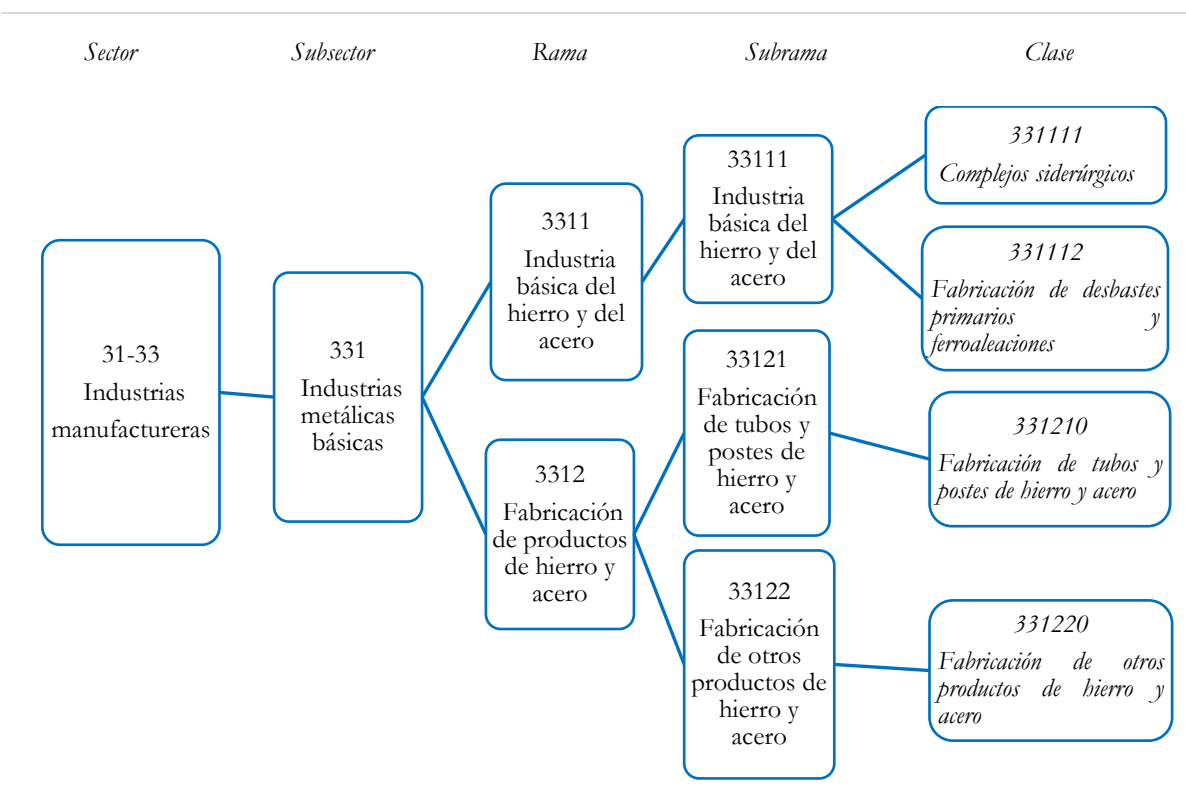 Sector
Subsector
Rama
Subrama
Clase
31-33
Industrias
manufactureras
331
Industrias
metálicas
básicas
3311
Industria
básica del
hierro y del
acero
3312
Fabricación
de productos
de hierro y
acero
33111
Industria
básica del
hierro y del
acero
33121
Fabricación
de tubos y
postes de
hierro y
acero
33122
Fabricación
de otros
productos de
hierro y
acero
331111
Complejos siderúrgicos
331112
Fabricación de desbastes
primarios y
ferroaleaciones
331210
Fabricación de tubos y
postes de hierro y acero
331220
Fabricación de otros
productos de hierro y
acero